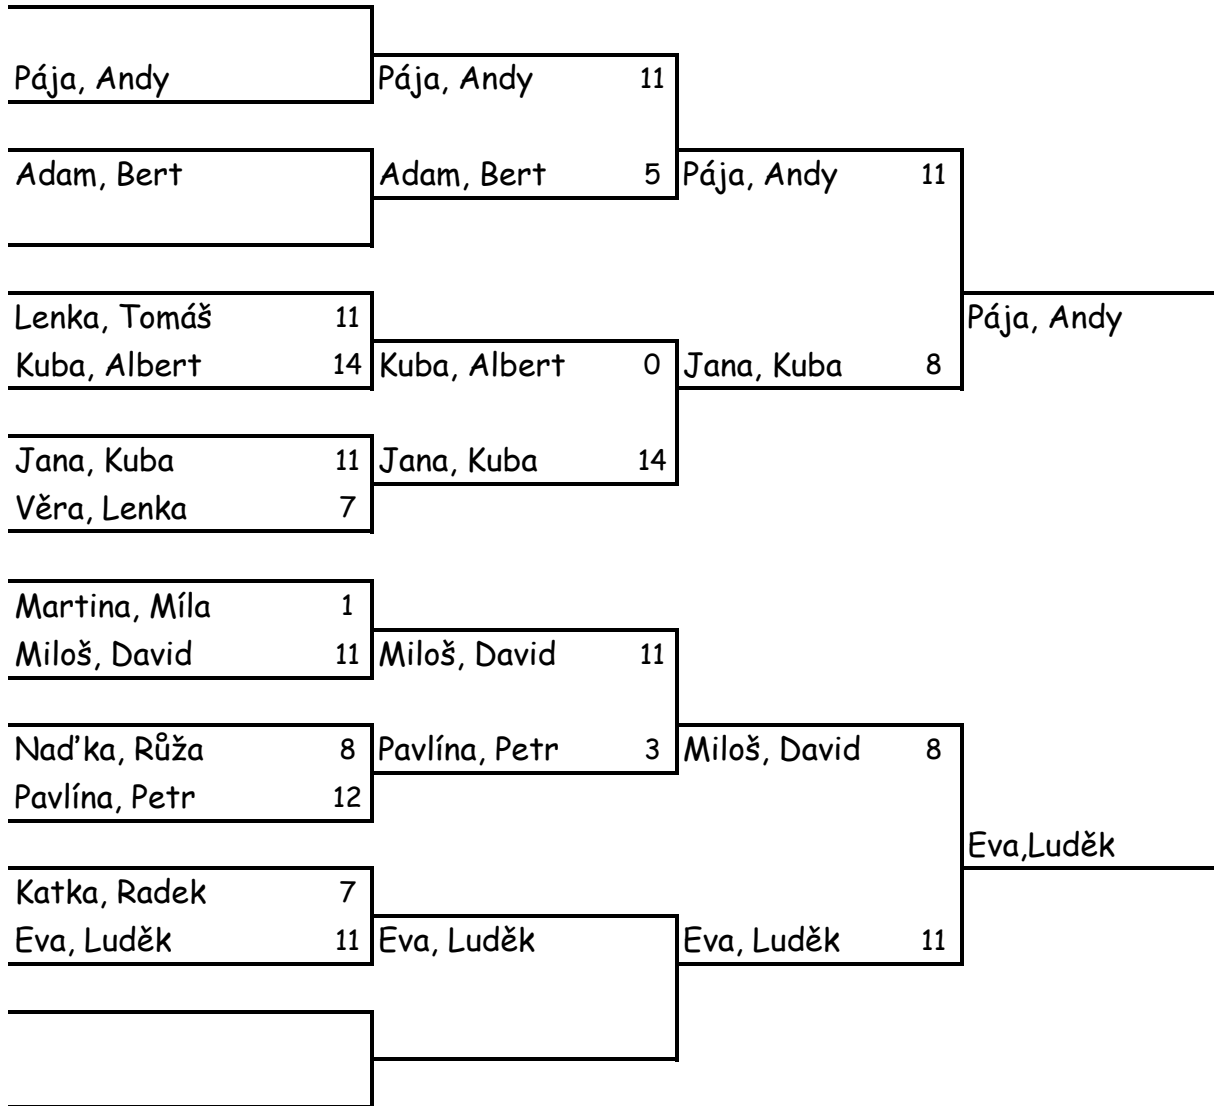 Pája, Andy Pája, Andy 11
Adam, Bert Adam, Bert 5 Pája, Andy 11
Lenka, Tomáš 11 Pája, Andy
Kuba, Albert 14 Kuba, Albert 0 Jana, Kuba 8
Jana, Kuba 11 Jana, Kuba 14
Věra, Lenka 7
Martina, Míla 1
Miloš, David 11 Miloš, David 11
Naďka, Růža 8 Pavlína, Petr 3 Miloš, David 8
Pavlína, Petr 12
Eva,Luděk
Katka, Radek 7
Eva, Luděk 11 Eva, Luděk Eva, Luděk 11